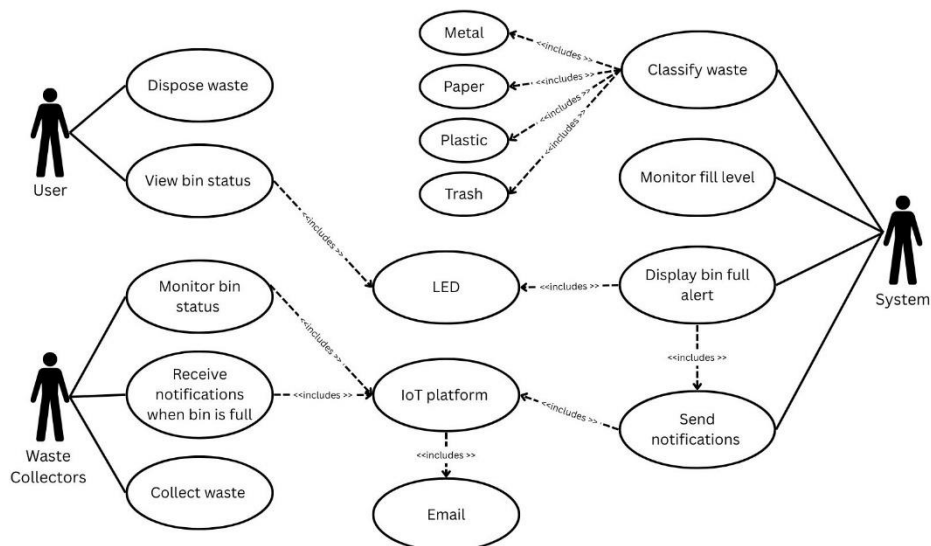 Metal
<<includes >>
Classify waste
Dispose waste
Paper
<<includes >>
Plastic
<<includes >>
Trash
<<includes >>
User
View bin status
Monitor fill level
<<includes >>
Monitor bin
status
LED
<<includes >>
Display bin full
alert
System
<<includes >>
<<includes >>
Receive
notifications
when bin is full
<<includes >>
IoT platform
<<includes >>
Send
notifications
Waste
Collectors
<<includes >>
Collect waste
Email